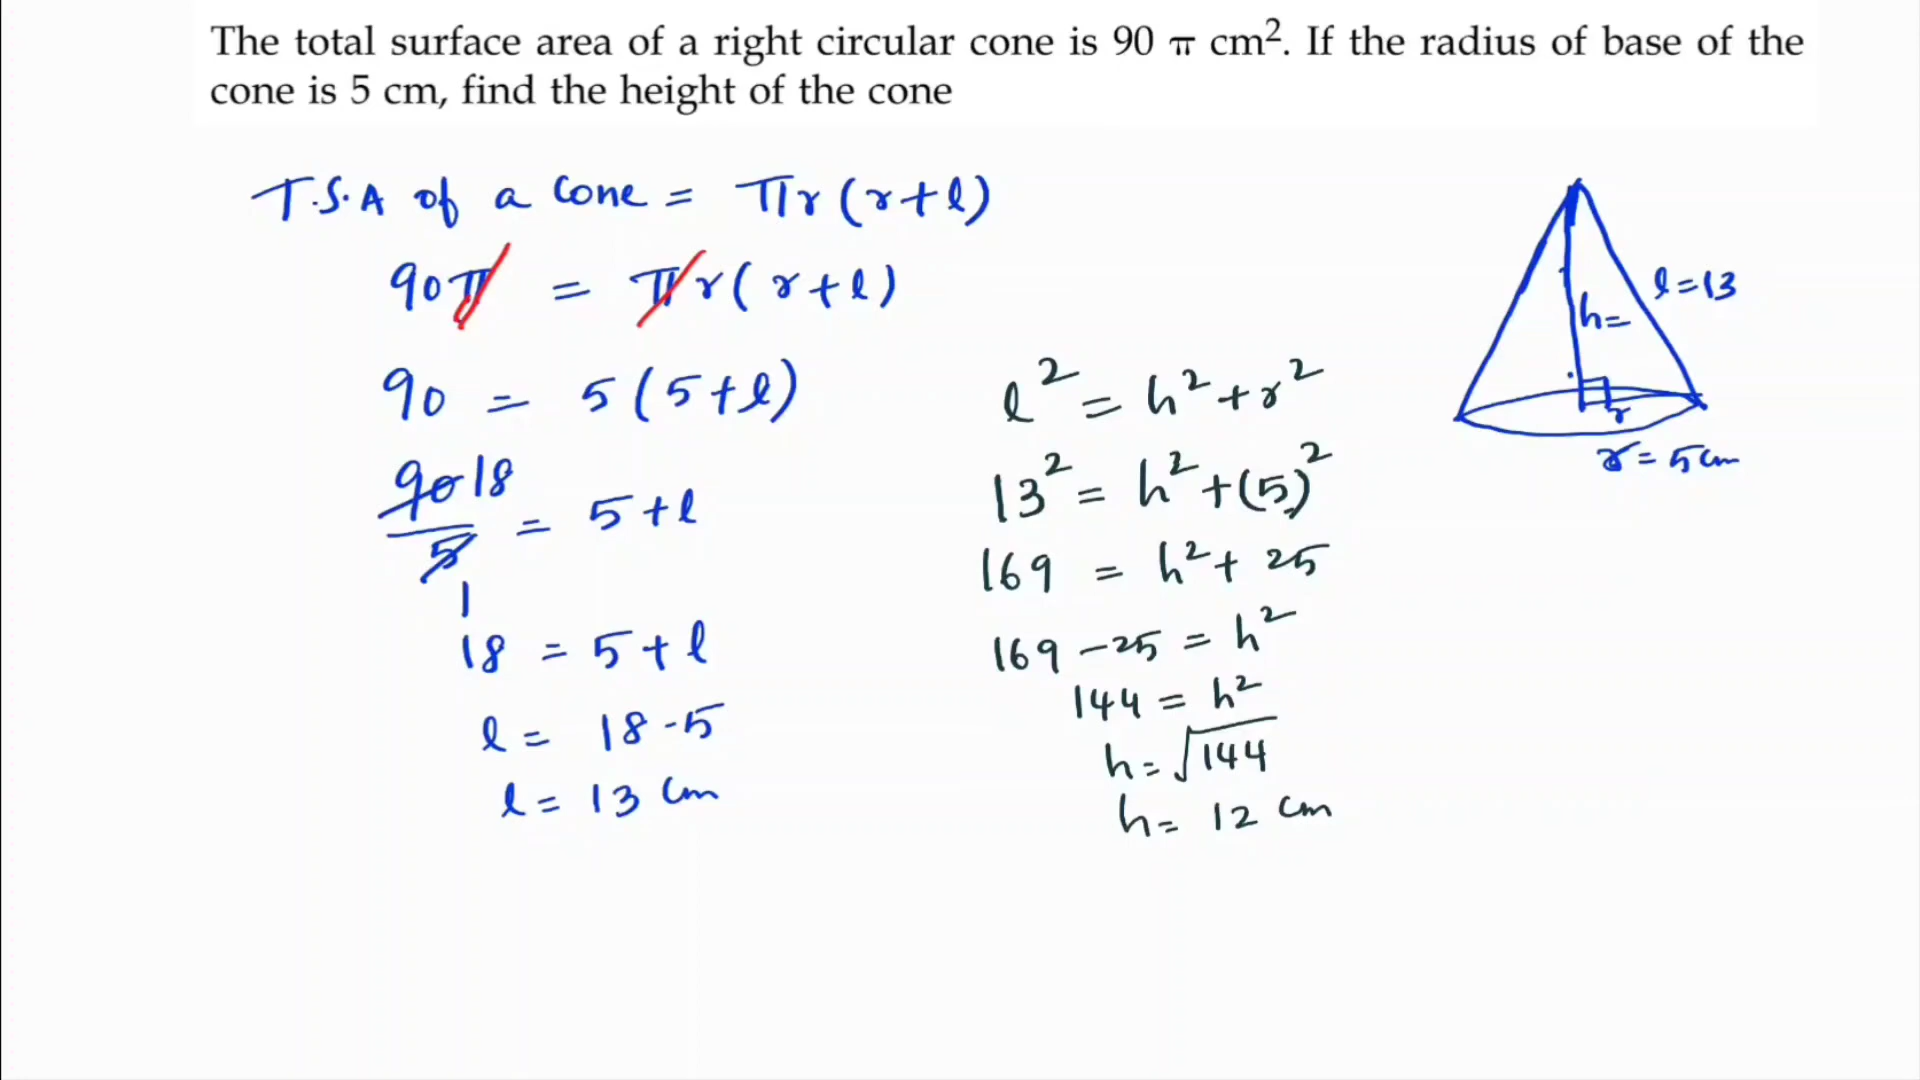 The total surface area of a right circular cone is 90 π cm². If the radius of base of the
cone is 5 cm, find the height of the cone
T.S.A of a Cone = πr(r+l)
90π = πr(r+l)
90 = 5(5+l)
90 18
/5 = 5+l
1
18 = 5+l
l = 18-5
l = 13 cm
l² = h²+r²
13² = h²+(5)²
169 = h²+ 25
169 -25 = h²
144 = h²
h = √144
h = 12 cm
l=13
h=
r
r = 5cm